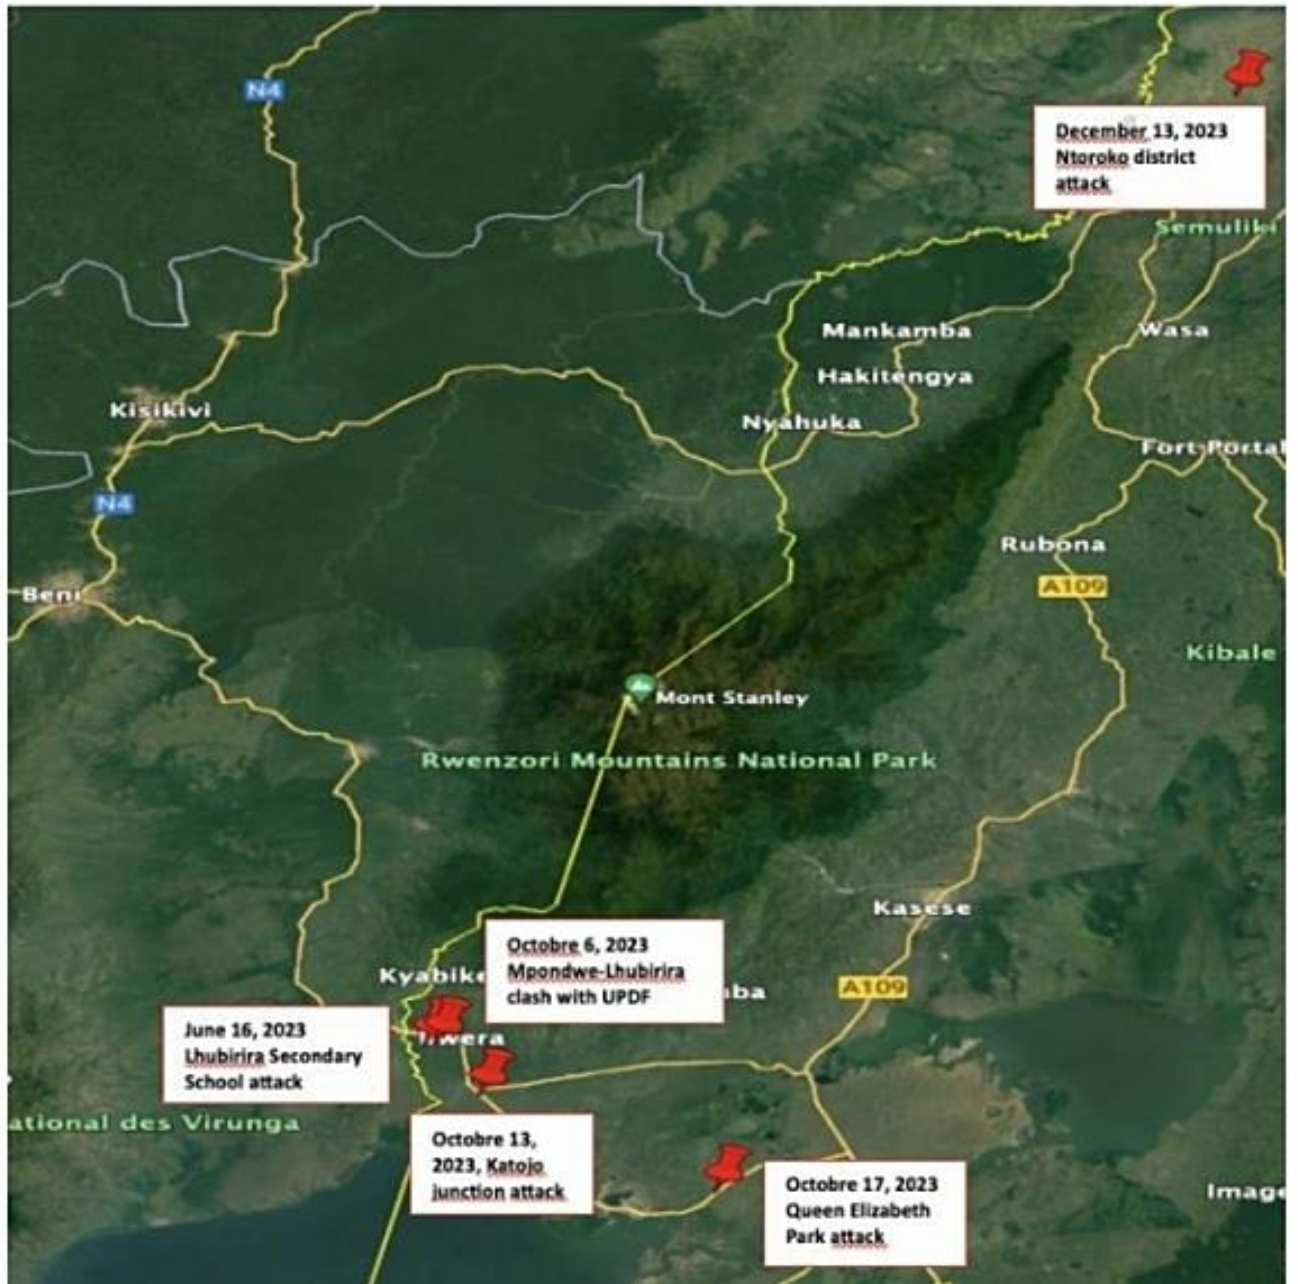 N4
December 13, 2023
Ntoroko district
attack
Semuliki
Mankamba
Wasa
Hakitengya
Kisikivi
Nyahuka
Fort Portal
N4
Rubona
A109
Beni
Kibale
Mont Stanley
Rwenzori Mountains National Park
Kasese
Octobre 6, 2023
Mpondwe-Lhubirira
clash with UPDF
Kyabike
ba
A109
June 16, 2023
Lhubirira Secondary
School attack
wera
ational des Virunga
Octobre 13,
2023, Katojo
junction attack
Octobre 17, 2023
Queen Elizabeth
Park attack
Image